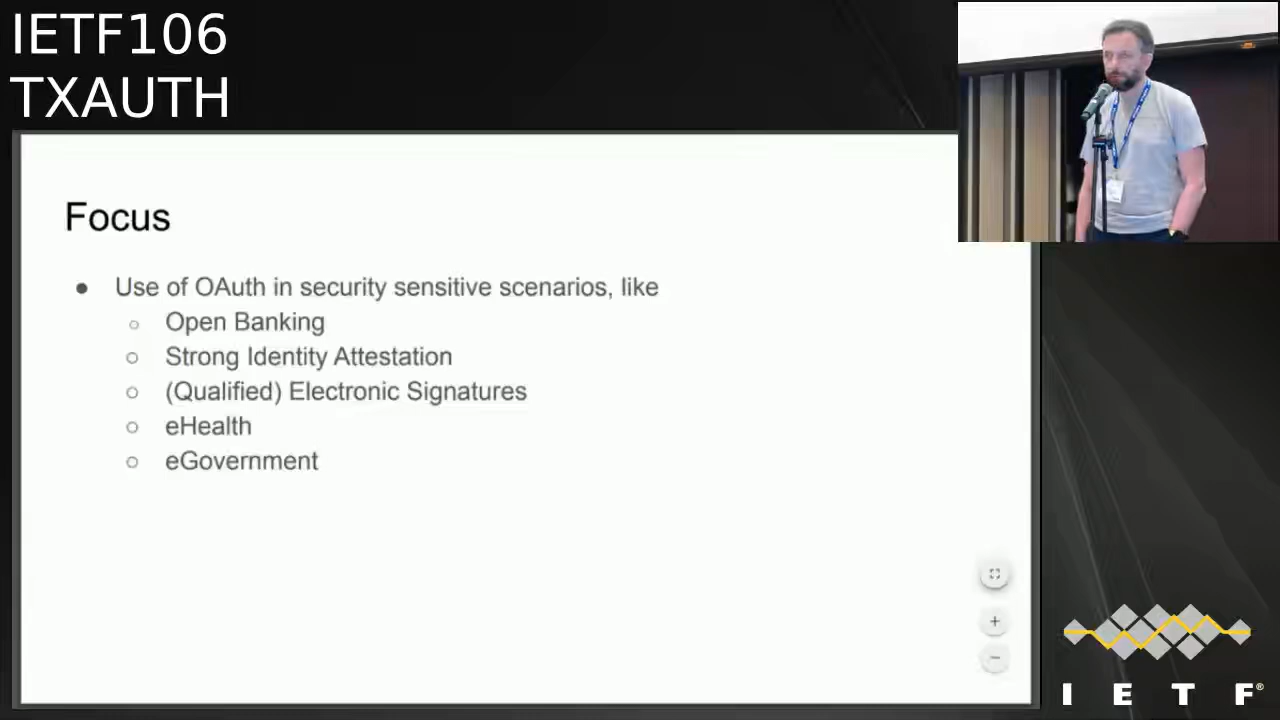 IETF106
TXAUTH
Focus
● Use of OAuth in security sensitive scenarios, like
○ Open Banking
○ Strong Identity Attestation
○ (Qualified) Electronic Signatures
○ eHealth
○ eGovernment
I E T F®